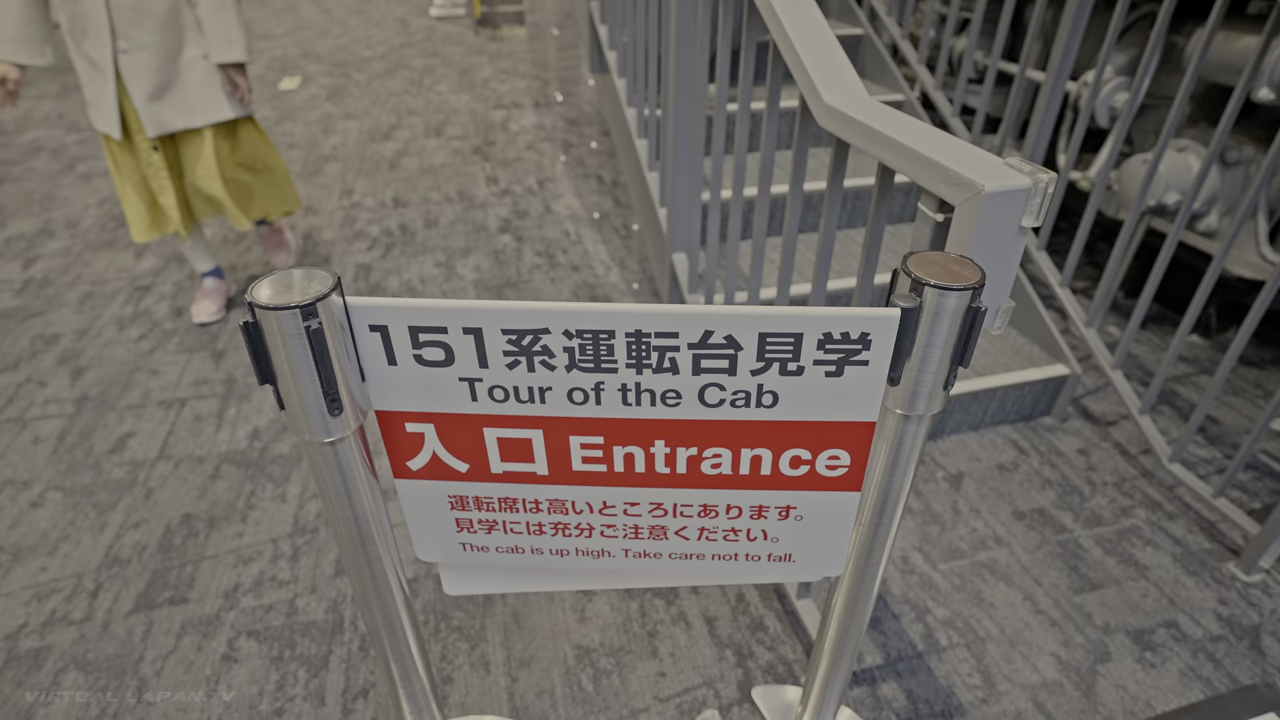 151系運転台見学
Tour of the Cab
入口 Entrance
運転席は高いところにあります。
見学には充分ご注意ください。
The cab is up high. Take care not to fall.
VIRTUAL JAPAN.TV